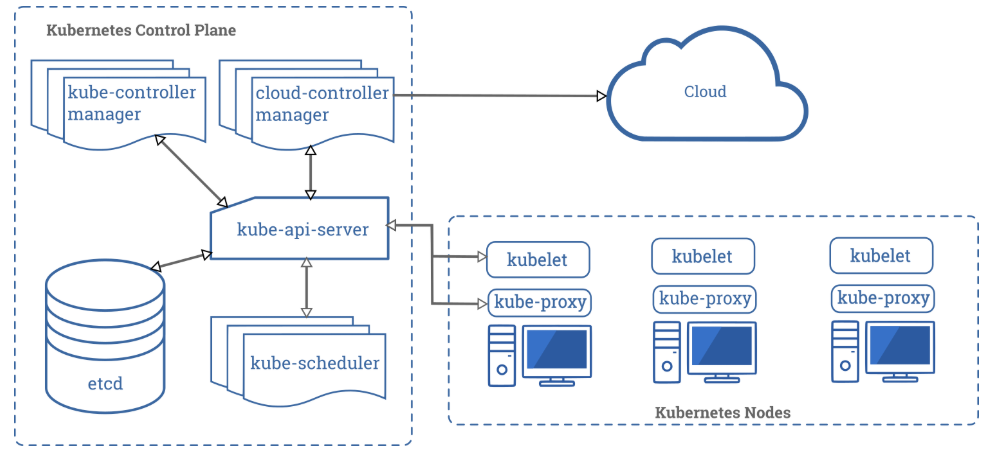 Kubernetes Control Plane
kube-controller
manager
cloud-controller
manager
Cloud
kube-api-server
kubelet
kubelet
kubelet
kube-proxy
kube-proxy
kube-proxy
kube-scheduler
etcd
Kubernetes Nodes